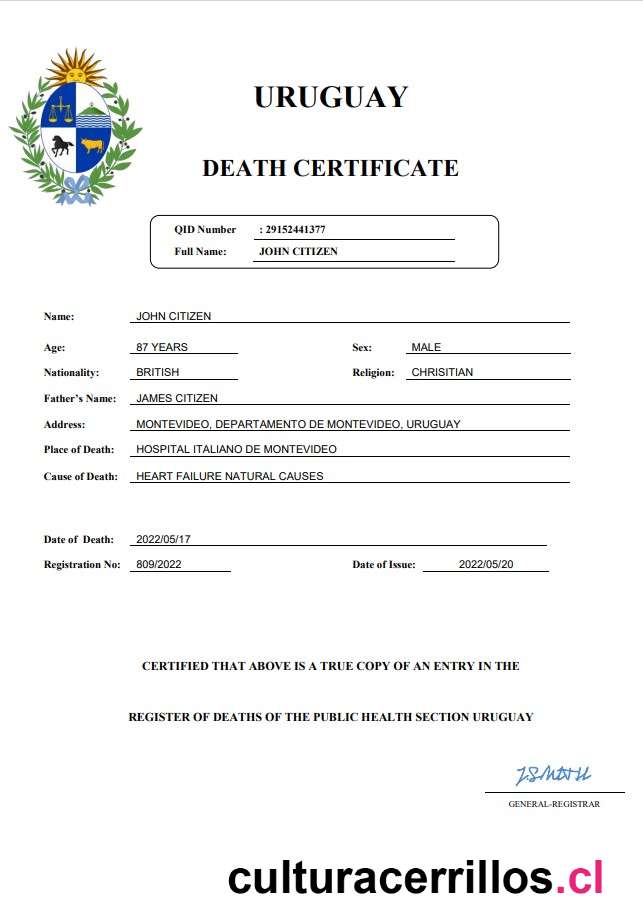 URUGUAY
DEATH CERTIFICATE
QID Number : 29152441377
Full Name: JOHN CITIZEN
Name: JOHN CITIZEN
Age: 87 YEARS Sex: MALE
Nationality: BRITISH Religion: CHRISITIAN
Father's Name: JAMES CITIZEN
Address: MONTEVIDEO, DEPARTAMENTO DE MONTEVIDEO, URUGUAY
Place of Death: HOSPITAL ITALIANO DE MONTEVIDEO
Cause of Death: HEART FAILURE NATURAL CAUSES
Date of Death: 2022/05/17
Registration No: 809/2022 Date of Issue: 2022/05/20
CERTIFIED THAT ABOVE IS A TRUE COPY OF AN ENTRY IN THE
REGISTER OF DEATHS OF THE PUBLIC HEALTH SECTION URUGUAY
GENERAL-REGISTRAR
culturacerrillos.cl